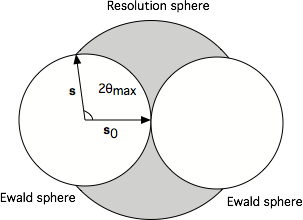 Resolution sphere
s
2θmax
s0
Ewald sphere
Ewald sphere